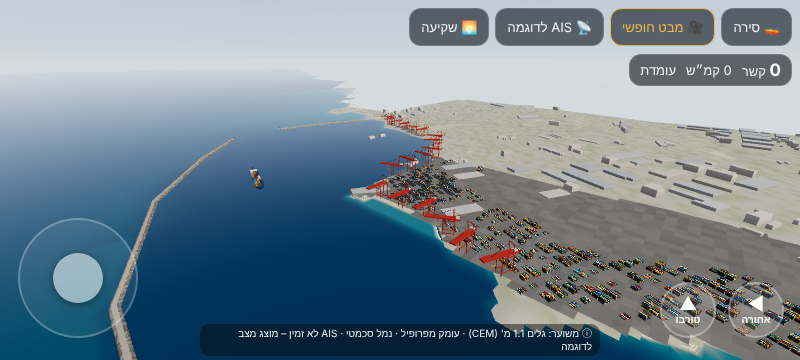 🚤 סירה
🎥 מבט חופשי
📡 AIS לדוגמה
🌅 שקיעה
0 קשר 0 קמ״ש עומדת
טורבו
אחורה
ⓘ משוער: גלים 1.1 מ' (CEM) · עומק מפרופיל · נמל סכמטי · AIS לא זמין – מוצג מצב
לדוגמה